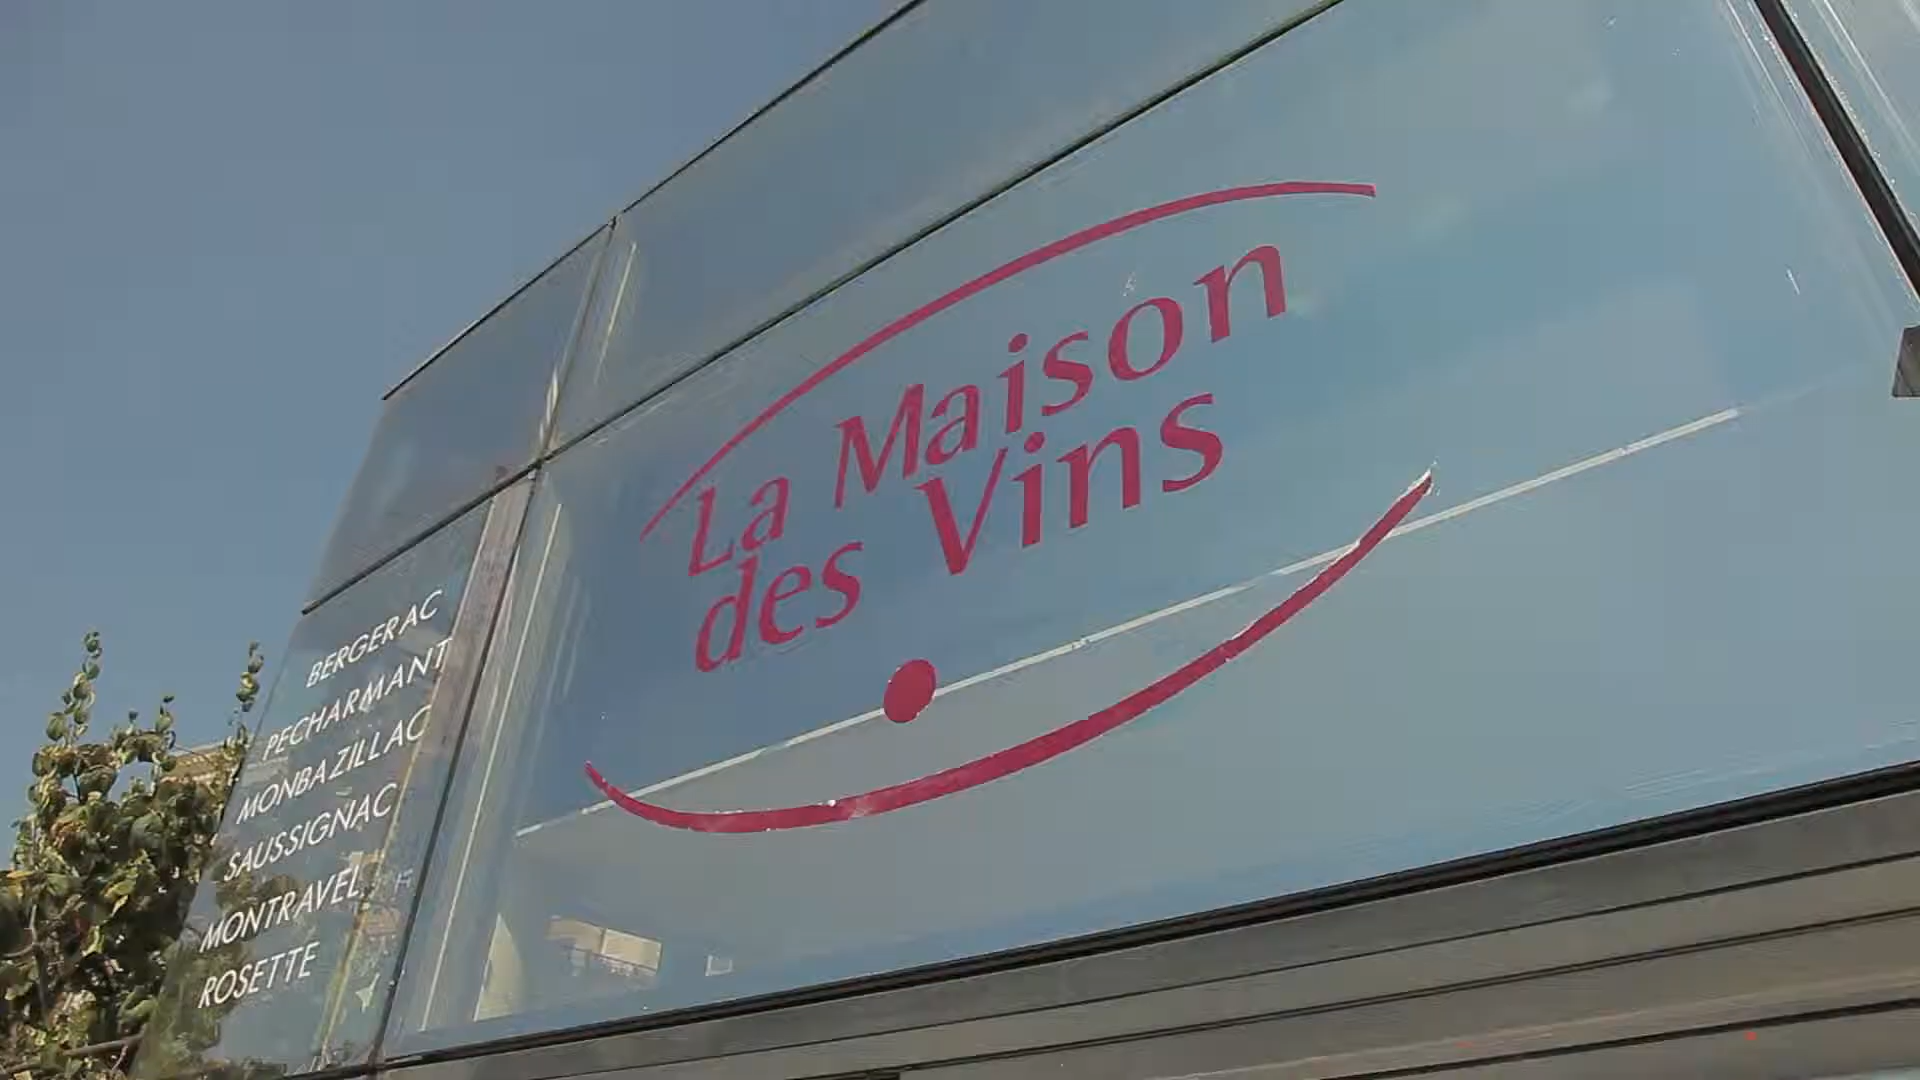 La Maison
des Vins
BERGERAC
PECHARMANT
MONBAZILLAC
SAUSSIGNAC
MONTRAVEL
ROSETTE